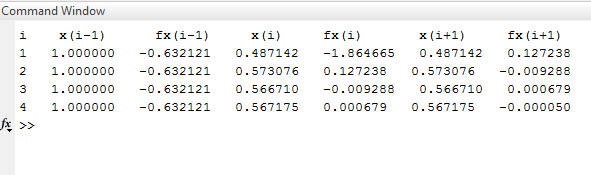 Command Window
i x(i-1) fx(i-1) x(i) fx(i) x(i+1) fx(i+1)
1 1.000000 -0.632121 0.487142 -1.864665 0.487142 0.127238
2 1.000000 -0.632121 0.573076 0.127238 0.573076 -0.009288
3 1.000000 -0.632121 0.566710 -0.009288 0.566710 0.000679
4 1.000000 -0.632121 0.567175 0.000679 0.567175 -0.000050
fx >>